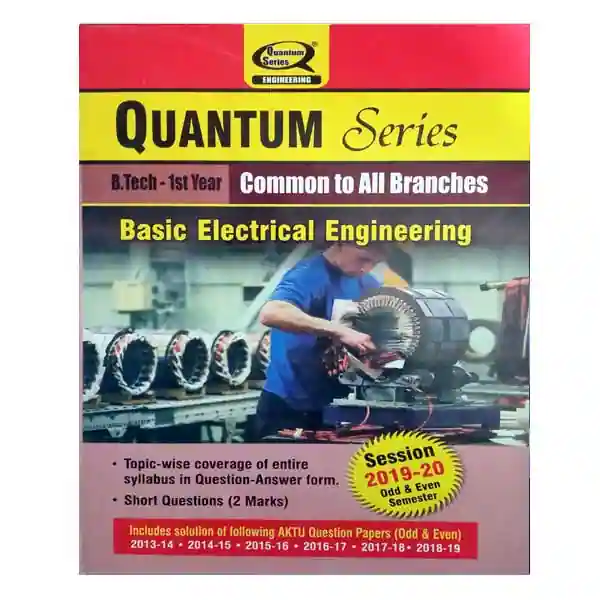 Quantum
Series
®
ENGINEERING
QUANTUM Series
B.Tech - 1st Year Common to All Branches
Basic Electrical Engineering
• Topic-wise coverage of entire
syllabus in Question-Answer form.
• Short Questions (2 Marks)
Session
2019-20
Odd & Even
Semester
Includes solution of following AKTU Question Papers (Odd & Even)
2013-14 • 2014-15 • 2015-16 • 2016-17 • 2017-18 • 2018-19